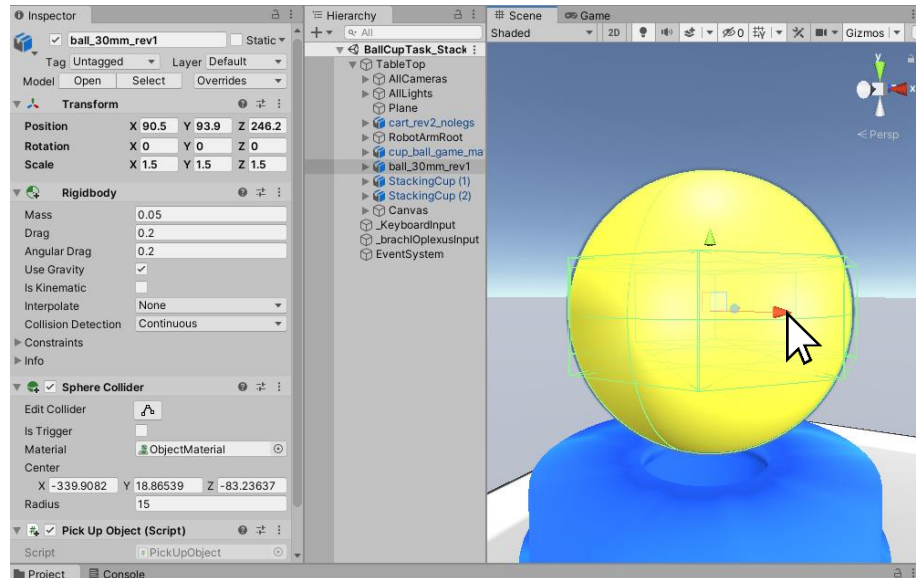 Inspector
ball_30mm_rev1 Static
Tag Untagged Layer Default
Model Open Select Overrides
Transform
Position X 90.5 Y 93.9 Z 246.2
Rotation X 0 Y 0 Z 0
Scale X 1.5 Y 1.5 Z 1.5
Rigidbody
Mass 0.05
Drag 0.2
Angular Drag 0.2
Use Gravity
Is Kinematic
Interpolate None
Collision Detection Continuous
Constraints
Info
Sphere Collider
Edit Collider
Is Trigger
Material ObjectMaterial
Center
X -339.9082 Y 18.86539 Z -83.23637
Radius 15
Pick Up Object (Script)
Script PickUpObject
Project Console
Hierarchy
All
BallCupTask_Stack
TableTop
AllCameras
AllLights
Plane
cart_rev2_nolegs
RobotArmRoot
cup_ball_game_ma
ball_30mm_rev1
StackingCup (1)
StackingCup (2)
Canvas
_KeyboardInput
_brachIOplexusInput
EventSystem
Scene Game
Shaded 2D 0 Gizmos
y
x
Persp